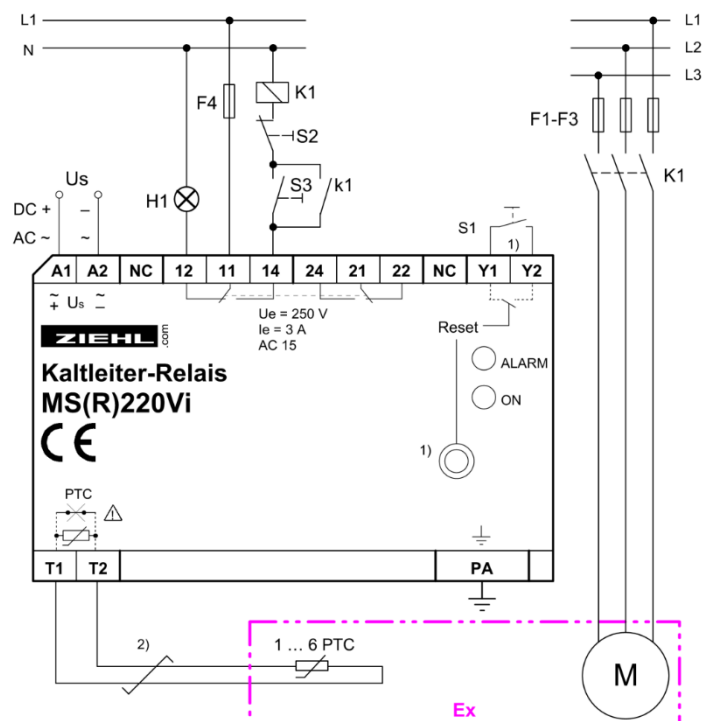 L1
N
L1
L2
L3
F4
K1
S2
S3
k1
H1
F1-F3
K1
Us
DC + –
AC ~ ~
S1
1)
A1 A2 NC 12 11 14 24 21 22 NC Y1 Y2
~ Us ~
+ –
Ue = 250 V
Ie = 3 A
AC 15
Reset
ZIEHL.com
ALARM
Kaltleiter-Relais
MS(R)220Vi
ON
CE
1)
PTC
T1 T2
PA
2)
1 ... 6 PTC
M
Ex